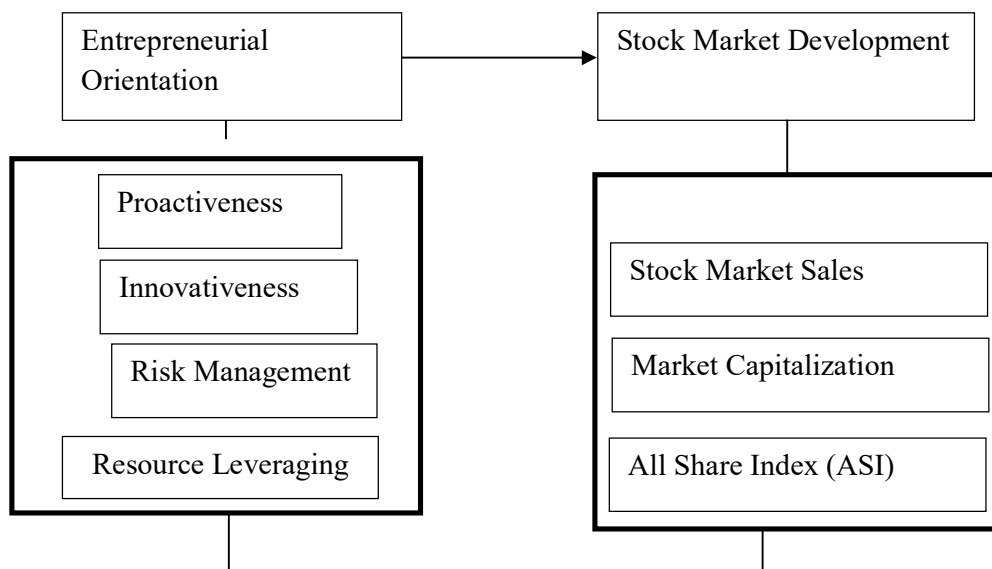 Entrepreneurial
Orientation
Stock Market Development
Proactiveness
Innovativeness
Risk Management
Resource Leveraging
Stock Market Sales
Market Capitalization
All Share Index (ASI)